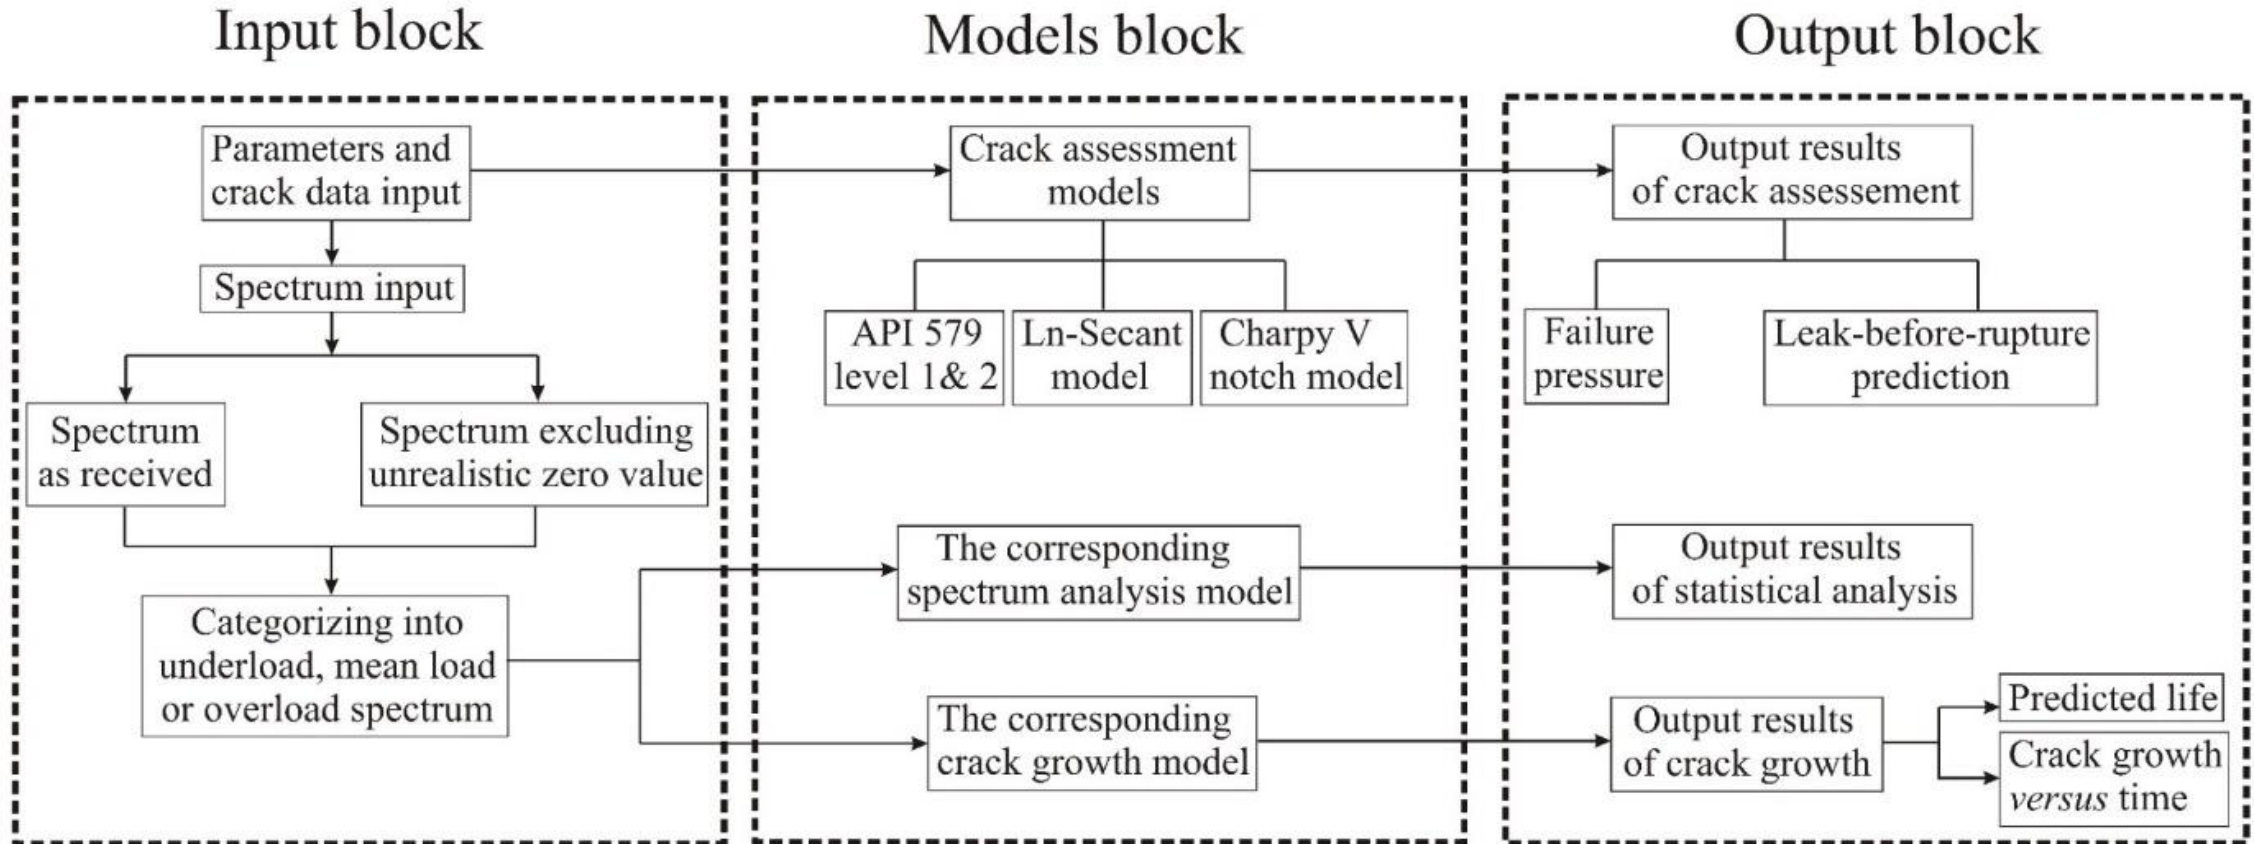 Input block
Models block
Output block
Parameters and
crack data input
Spectrum input
Spectrum
as received
Spectrum excluding
unrealistic zero value
Categorizing into
underload, mean load
or overload spectrum
Crack assessment
models
API 579
level 1& 2
Ln-Secant
model
Charpy V
notch model
The corresponding
spectrum analysis model
The corresponding
crack growth model
Output results
of crack assessement
Failure
pressure
Leak-before-rupture
prediction
Output results
of statistical analysis
Output results
of crack growth
Predicted life
Crack growth
versus time